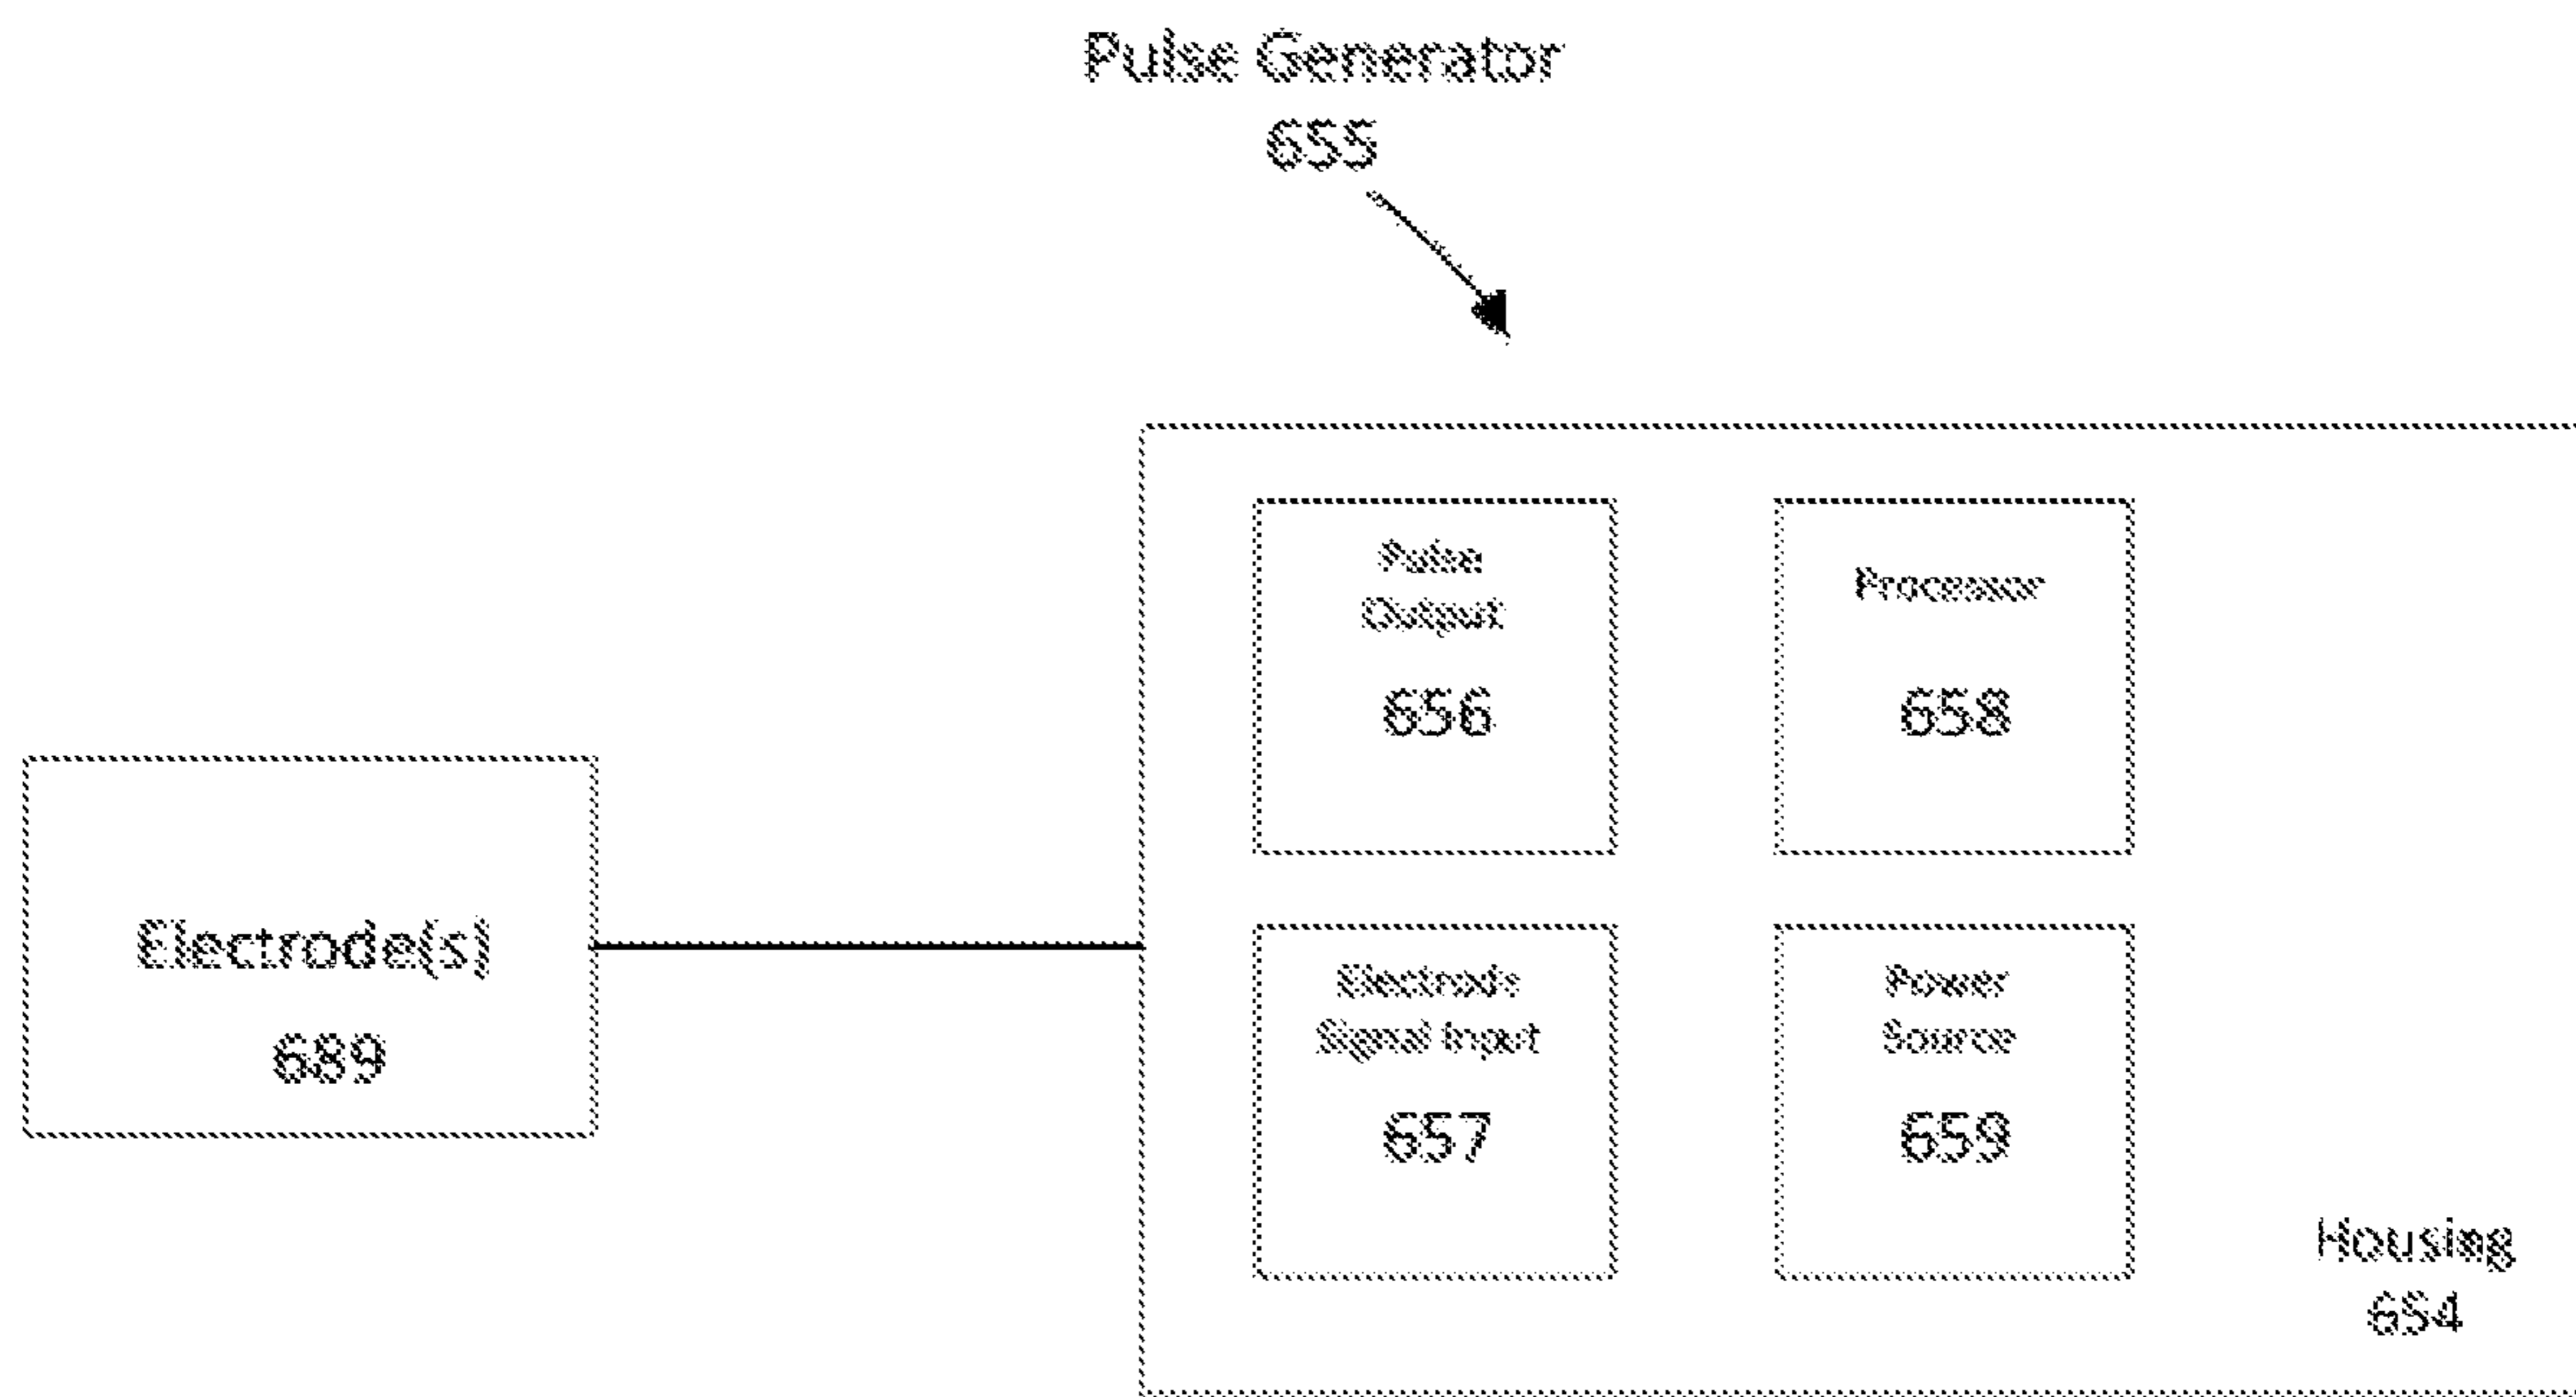 Pulse Generator
655
Pulse
Output
656
Processor
658
Electrode(s)
689
Electrode
Signal Input
657
Power
Source
659
Housing
654